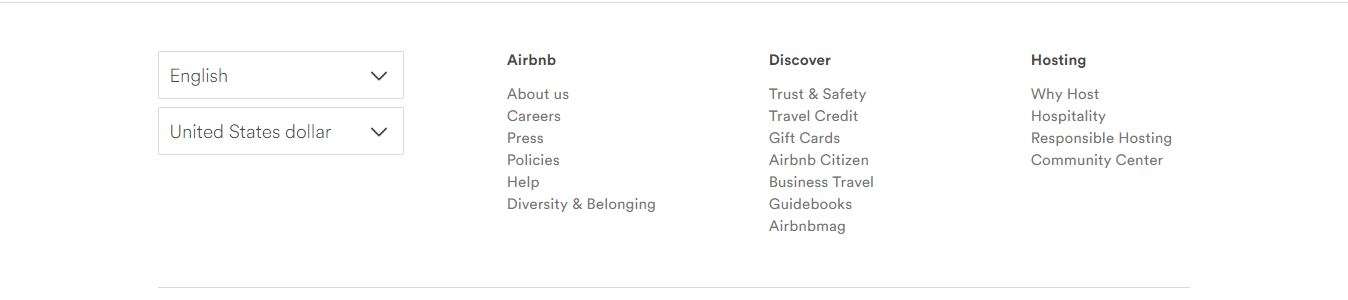 English
United States dollar
Airbnb
About us
Careers
Press
Policies
Help
Diversity & Belonging
Discover
Trust & Safety
Travel Credit
Gift Cards
Airbnb Citizen
Business Travel
Guidebooks
Airbnbmag
Hosting
Why Host
Hospitality
Responsible Hosting
Community Center